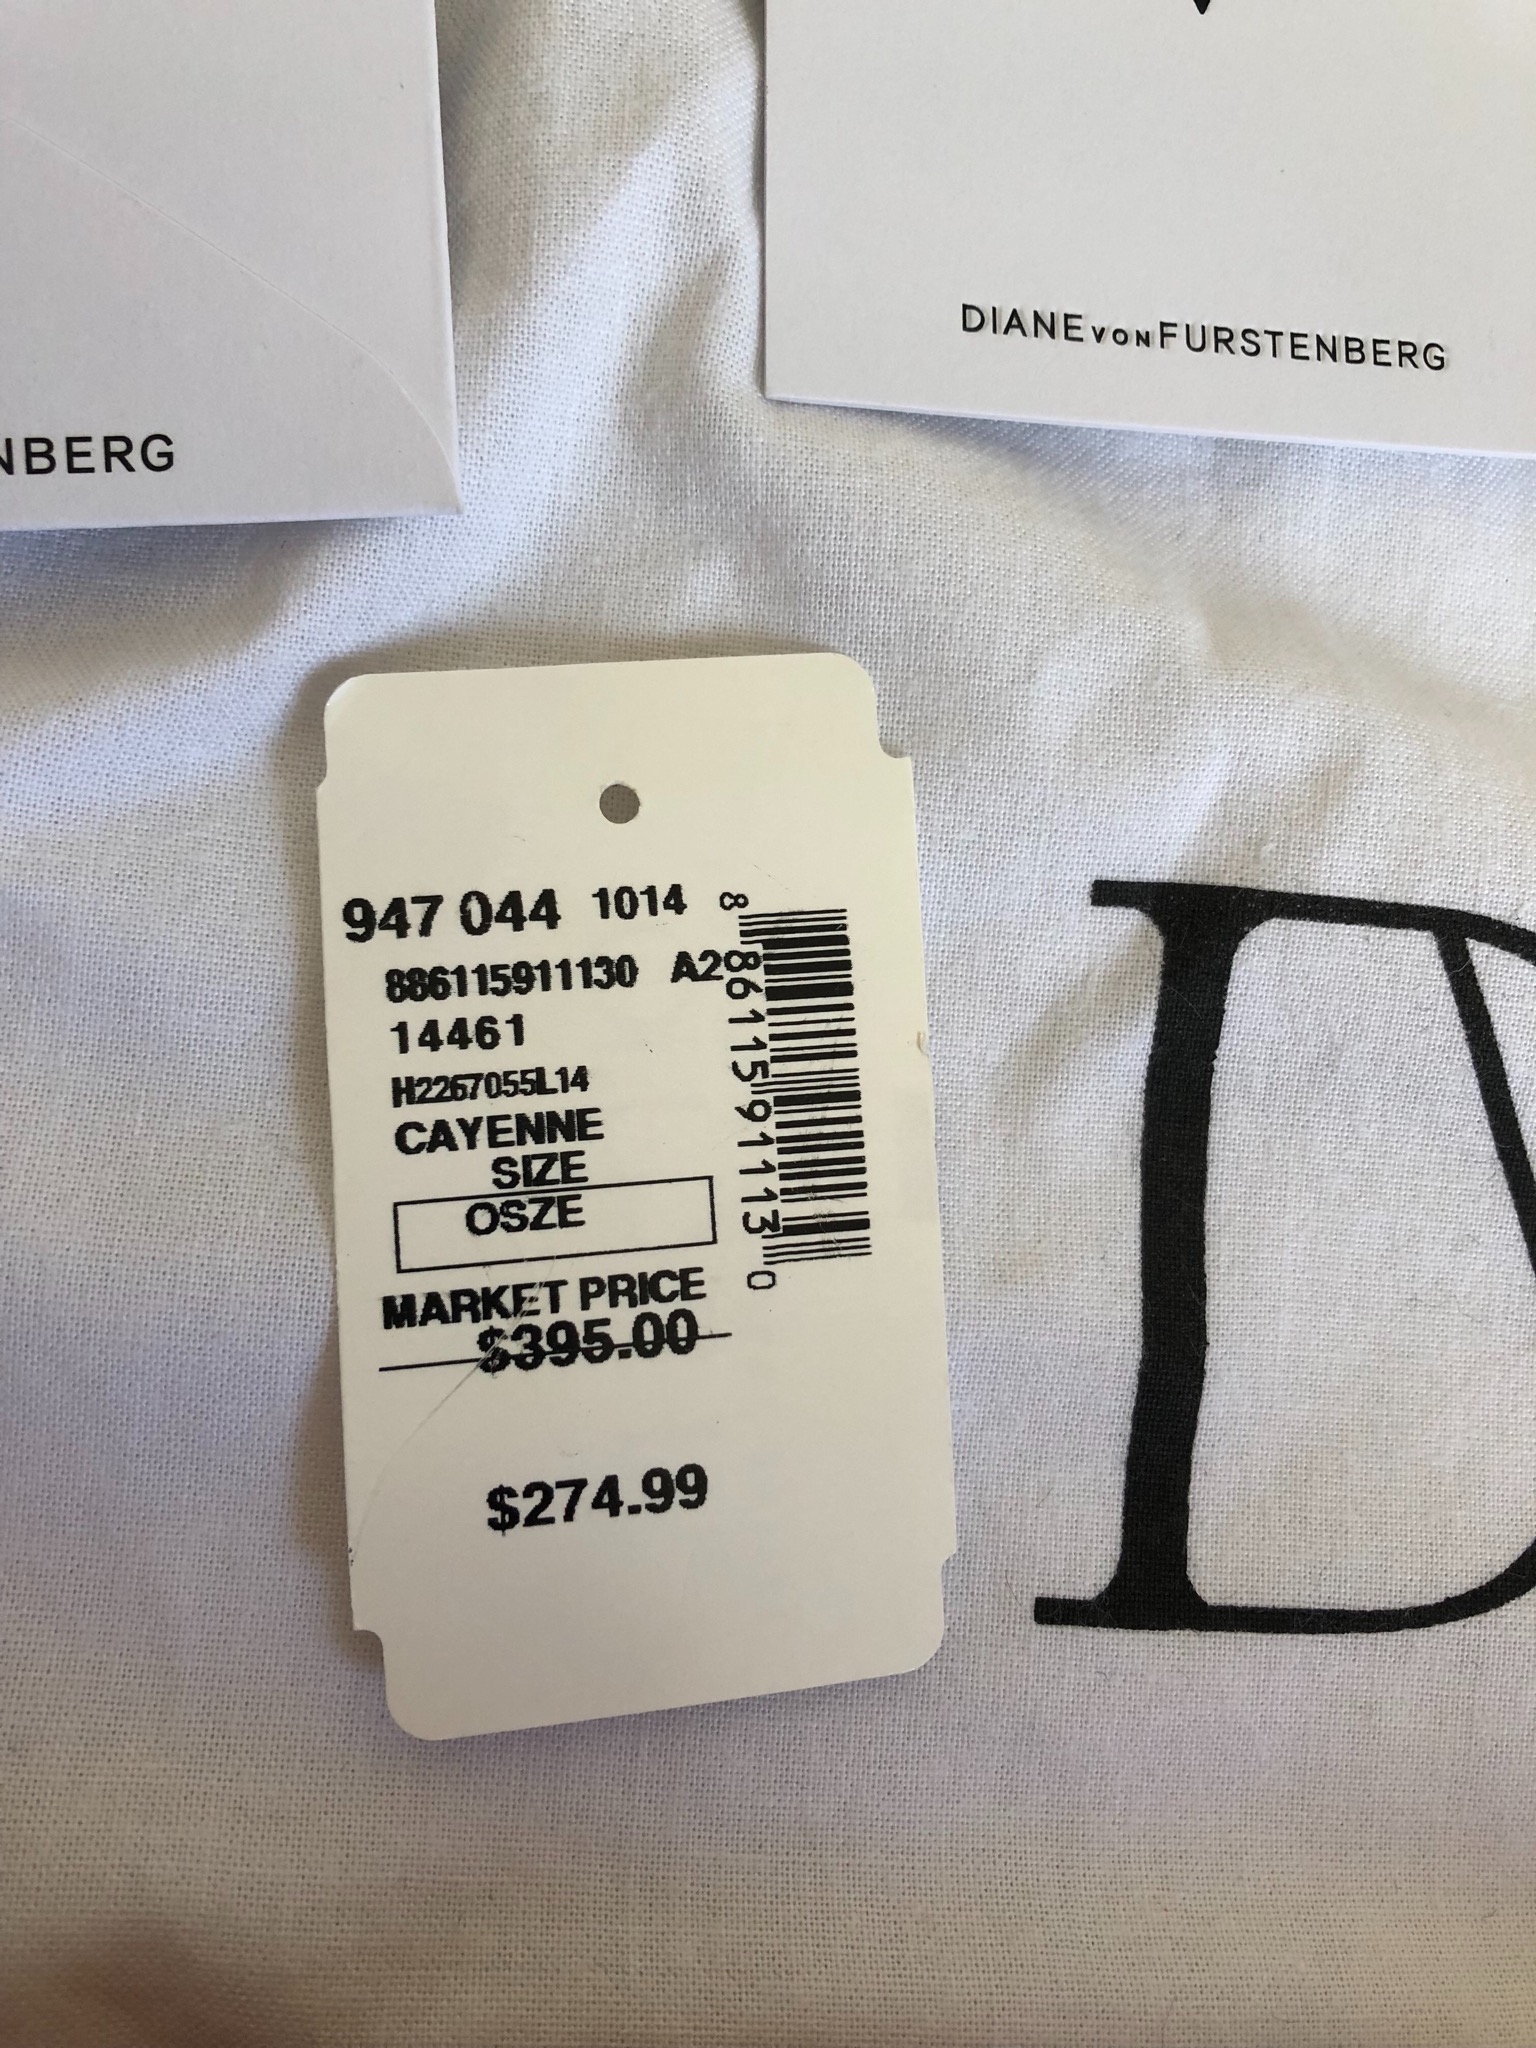 NBERG
DIANE VON FURSTENBERG
947 044 1014
886115911130 A2
14461
H2267055L14
CAYENNE
SIZE
OSZE
MARKET PRICE
$395.00
$274.99
8 86115 91113 0
D